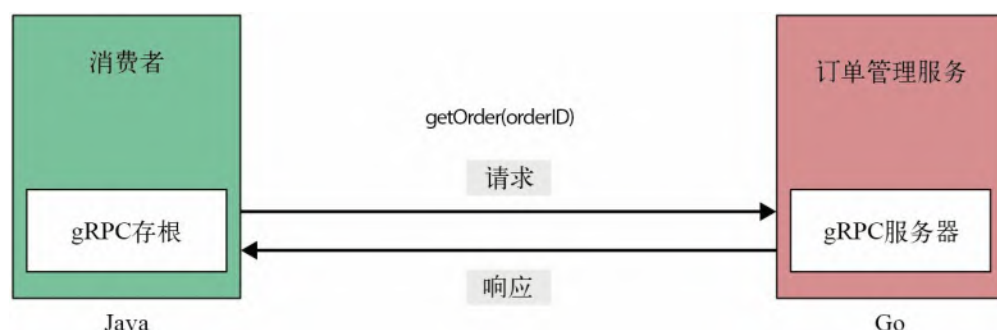 消费者
订单管理服务
getOrder(orderID)
请求
gRPC存根
gRPC服务器
响应
Java
Go